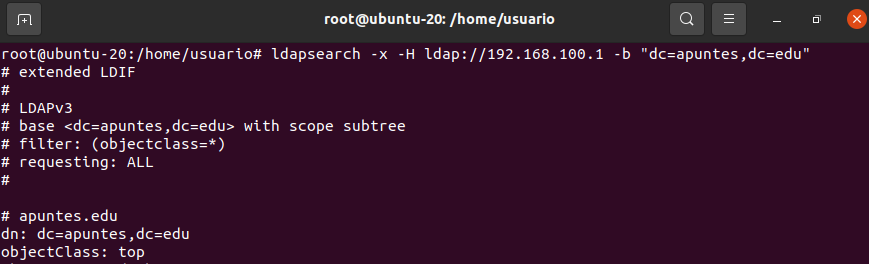 root@ubuntu-20: /home/usuario
root@ubuntu-20:/home/usuario# ldapsearch -x -H ldap://192.168.100.1 -b "dc=apuntes,dc=edu"
# extended LDIF
#
# LDAPv3
# base <dc=apuntes,dc=edu> with scope subtree
# filter: (objectclass=*)
# requesting: ALL
#
# apuntes.edu
dn: dc=apuntes,dc=edu
objectClass: top